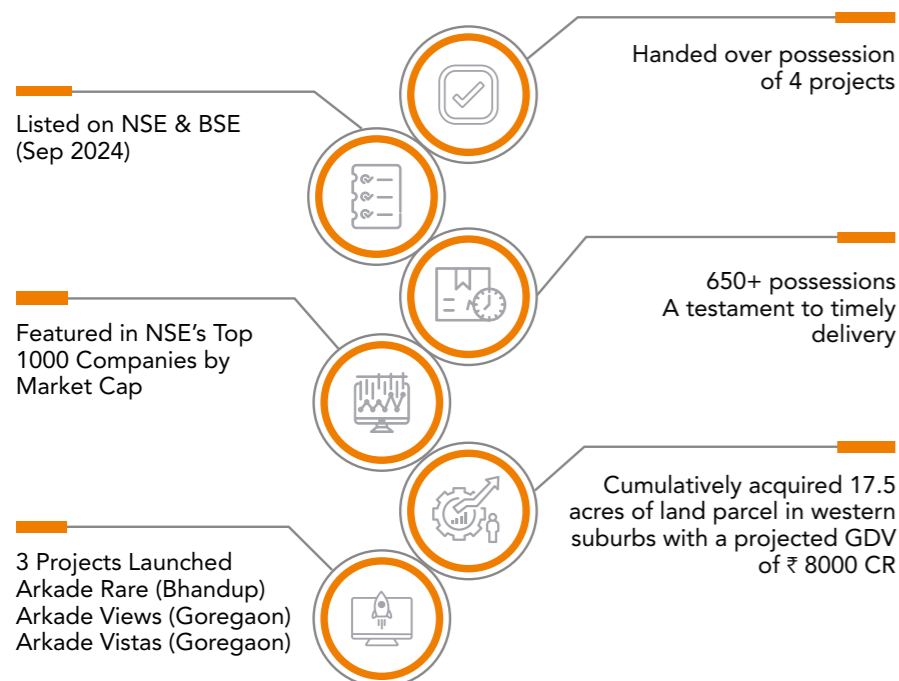 Handed over possession
of 4 projects
Listed on NSE & BSE
(Sep 2024)
650+ possessions
A testament to timely
delivery
Featured in NSE’s Top
1000 Companies by
Market Cap
Cumulatively acquired 17.5
acres of land parcel in western
suburbs with a projected GDV
of ₹ 8000 CR
3 Projects Launched
Arkade Rare (Bhandup)
Arkade Views (Goregaon)
Arkade Vistas (Goregaon)